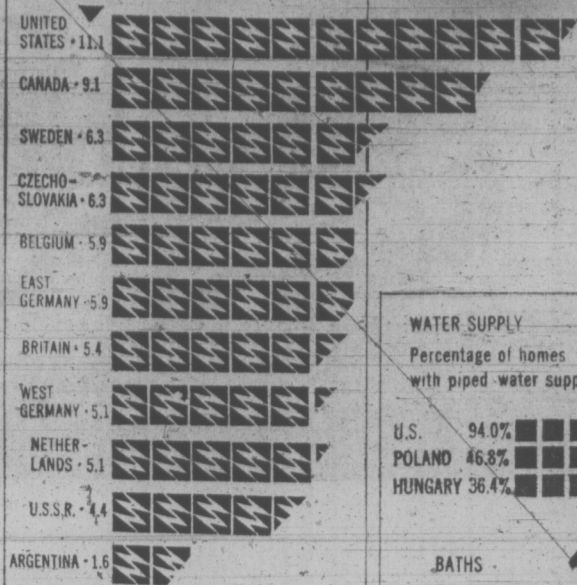 UNITED
STATES • 11.1
CANADA • 9.1
SWEDEN • 6.3
CZECHO-
SLOVAKIA • 6.3
BELGIUM • 5.9
EAST
GERMANY • 5.9
BRITAIN • 5.4
WEST
GERMANY • 5.1
NETHER-
LANDS • 5.1
U.S.S.R. • 4.4
ARGENTINA • 1.6
WATER SUPPLY
Percentage of homes
with piped water supp
U.S. 94.0%
POLAND 46.8%
HUNGARY 36.4%
BATHS